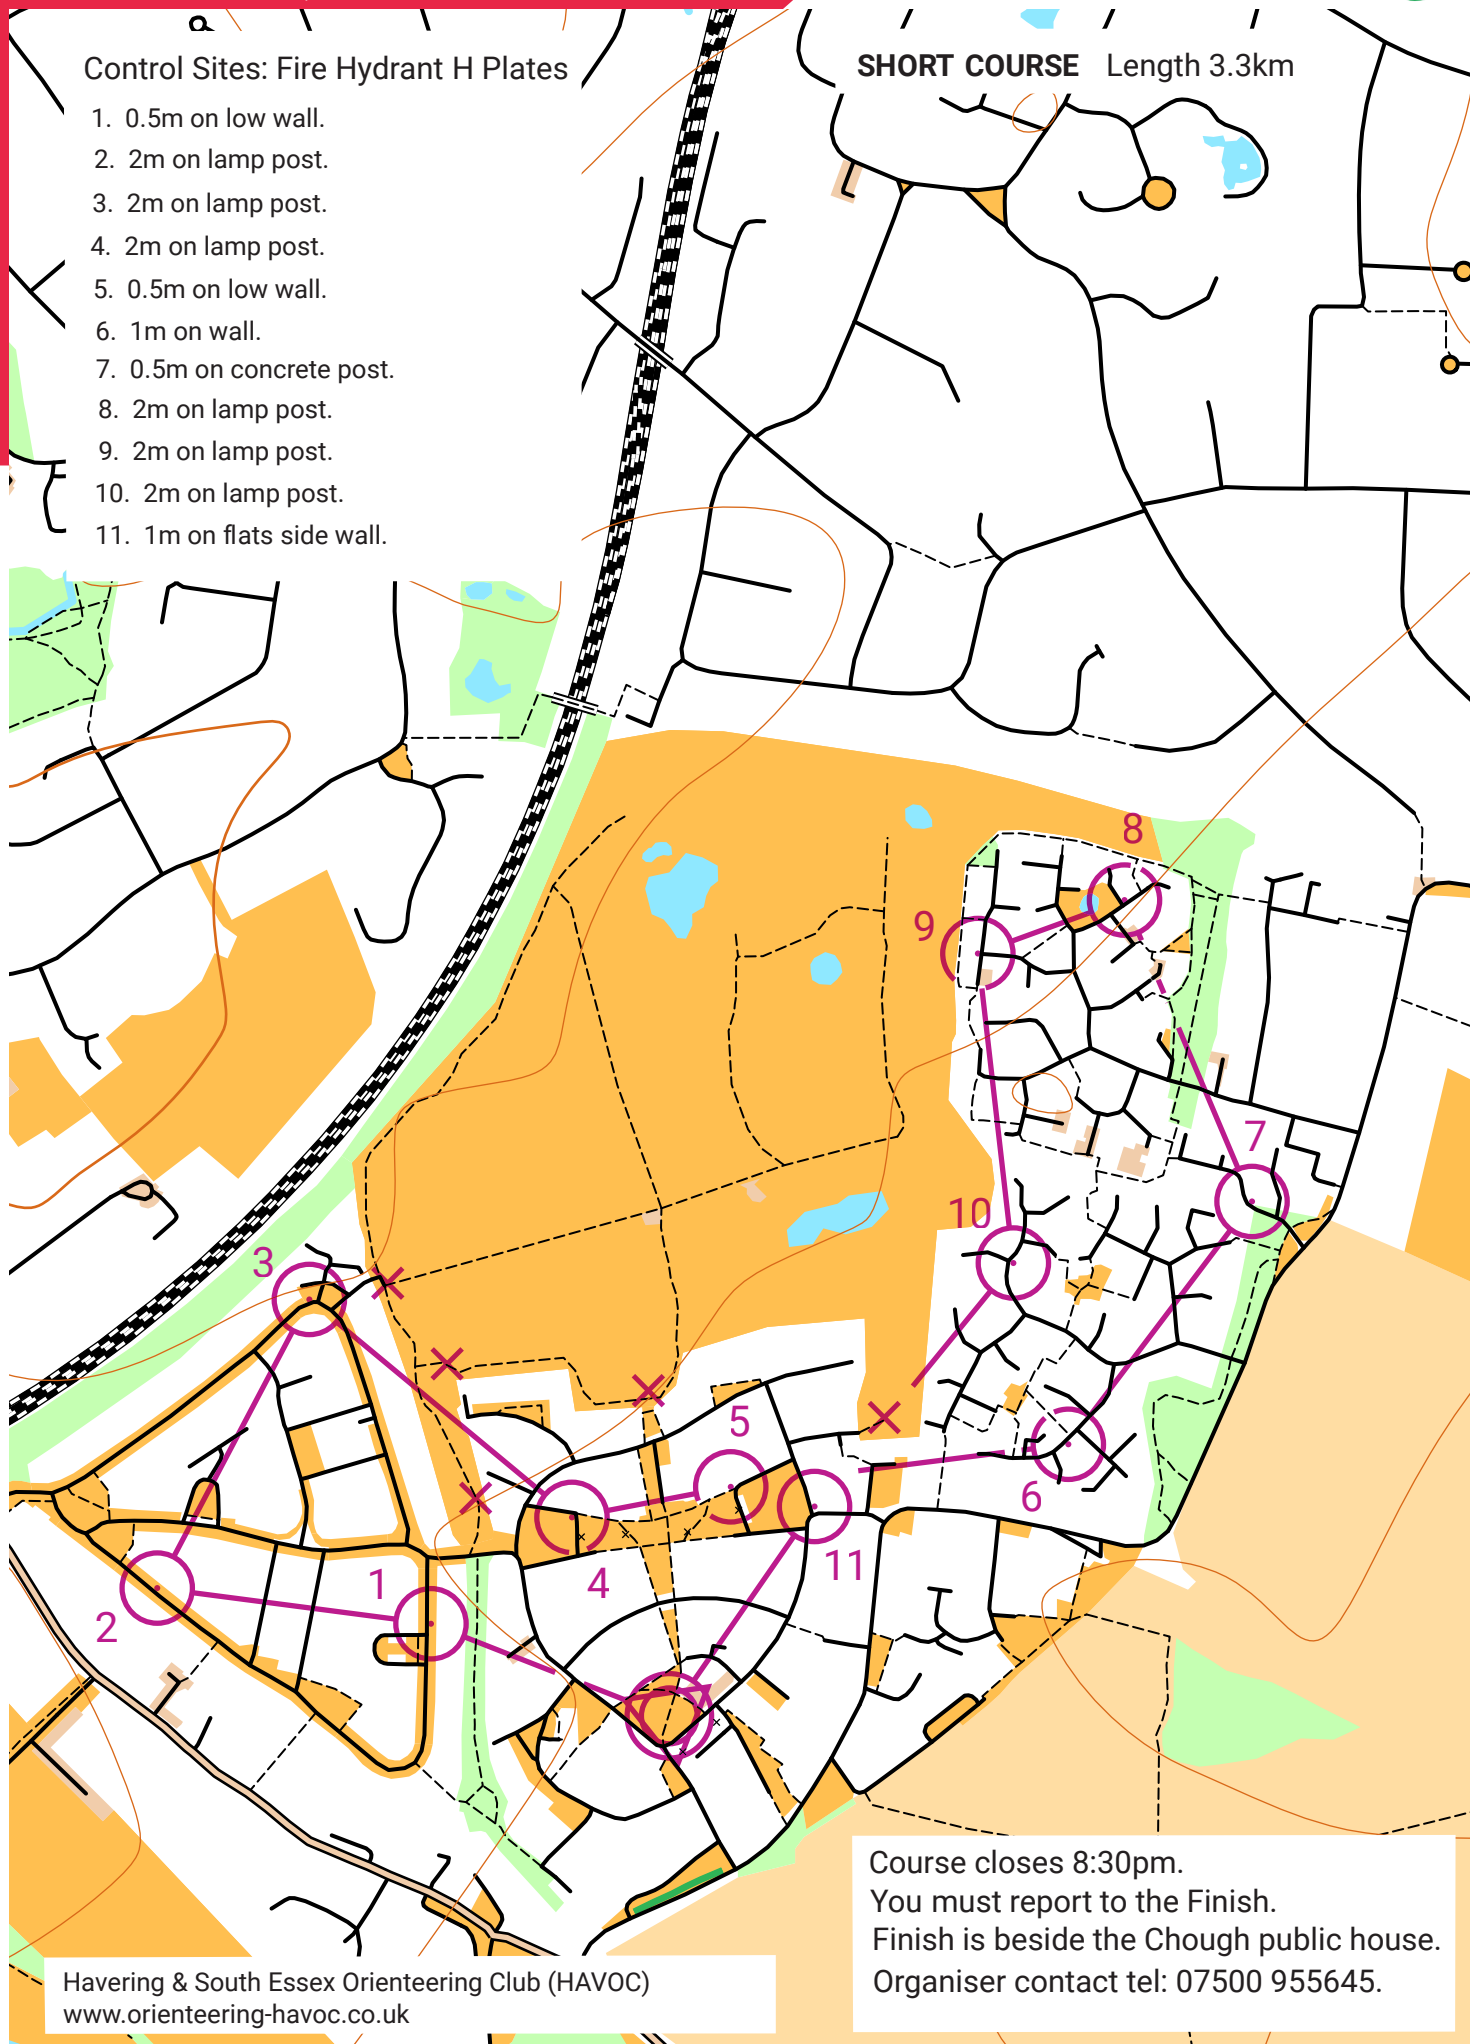 Control Sites: Fire Hydrant H Plates
1. 0.5m on low wall.
2. 2m on lamp post.
3. 2m on lamp post.
4. 2m on lamp post.
5. 0.5m on low wall.
6. 1m on wall.
7. 0.5m on concrete post.
8. 2m on lamp post.
9. 2m on lamp post.
10. 2m on lamp post.
11. 1m on flats side wall.
SHORT COURSE Length 3.3km
8
9
7
10
3
5
6
11
4
1
2
Course closes 8:30pm.
You must report to the Finish.
Finish is beside the Chough public house.
Organiser contact tel: 07500 955645.
Havering & South Essex Orienteering Club (HAVOC)
www.orienteering-havoc.co.uk